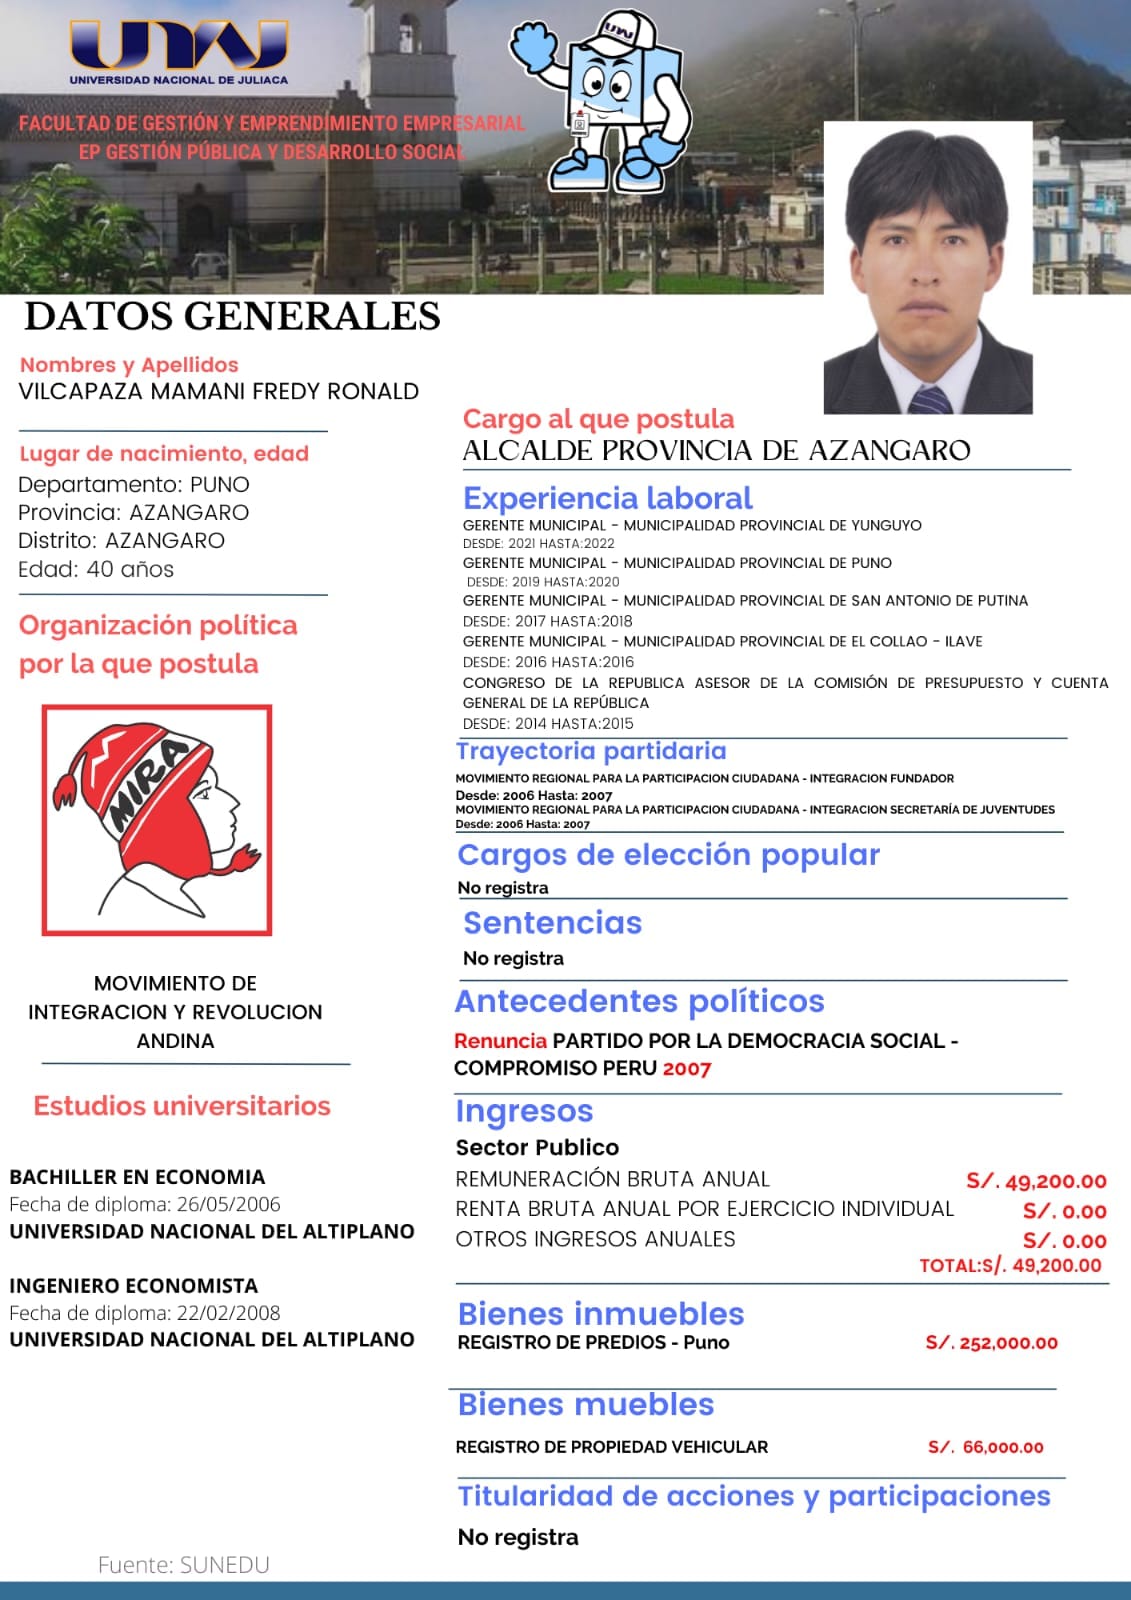 UNAJ
UNIVERSIDAD NACIONAL DE JULIACA
UNAJ
FACULTAD DE GESTIÓN Y EMPRENDIMIENTO EMPRESARIAL
EP GESTIÓN PÚBLICA Y DESARROLLO SOCIAL
DATOS GENERALES
Nombres y Apellidos
VILCAPAZA MAMANI FREDY RONALD
Lugar de nacimiento, edad
Departamento: PUNO
Provincia: AZANGARO
Distrito: AZANGARO
Edad: 40 años
Organización política
por la que postula
MIRA
MOVIMIENTO DE
INTEGRACION Y REVOLUCION
ANDINA
Estudios universitarios
BACHILLER EN ECONOMIA
Fecha de diploma: 26/05/2006
UNIVERSIDAD NACIONAL DEL ALTIPLANO
INGENIERO ECONOMISTA
Fecha de diploma: 22/02/2008
UNIVERSIDAD NACIONAL DEL ALTIPLANO
Fuente: SUNEDU
Cargo al que postula
ALCALDE PROVINCIA DE AZANGARO
Experiencia laboral
GERENTE MUNICIPAL - MUNICIPALIDAD PROVINCIAL DE YUNGUYO
DESDE: 2021 HASTA:2022
GERENTE MUNICIPAL - MUNICIPALIDAD PROVINCIAL DE PUNO
DESDE: 2019 HASTA:2020
GERENTE MUNICIPAL - MUNICIPALIDAD PROVINCIAL DE SAN ANTONIO DE PUTINA
DESDE: 2017 HASTA:2018
GERENTE MUNICIPAL - MUNICIPALIDAD PROVINCIAL DE EL COLLAO - ILAVE
DESDE: 2016 HASTA:2016
CONGRESO DE LA REPUBLICA ASESOR DE LA COMISIÓN DE PRESUPUESTO Y CUENTA
GENERAL DE LA REPÚBLICA
DESDE: 2014 HASTA:2015
Trayectoria partidaria
MOVIMIENTO REGIONAL PARA LA PARTICIPACION CIUDADANA - INTEGRACION FUNDADOR
Desde: 2006 Hasta: 2007
MOVIMIENTO REGIONAL PARA LA PARTICIPACION CIUDADANA - INTEGRACION SECRETARÍA DE JUVENTUDES
Desde: 2006 Hasta: 2007
Cargos de elección popular
No registra
Sentencias
No registra
Antecedentes políticos
Renuncia PARTIDO POR LA DEMOCRACIA SOCIAL -
COMPROMISO PERU 2007
Ingresos
Sector Publico
REMUNERACIÓN BRUTA ANUAL S/. 49,200.00
RENTA BRUTA ANUAL POR EJERCICIO INDIVIDUAL S/. 0.00
OTROS INGRESOS ANUALES S/. 0.00
TOTAL:S/. 49,200.00
Bienes inmuebles
REGISTRO DE PREDIOS - Puno S/. 252,000.00
Bienes muebles
REGISTRO DE PROPIEDAD VEHICULAR S/. 66,000.00
Titularidad de acciones y participaciones
No registra